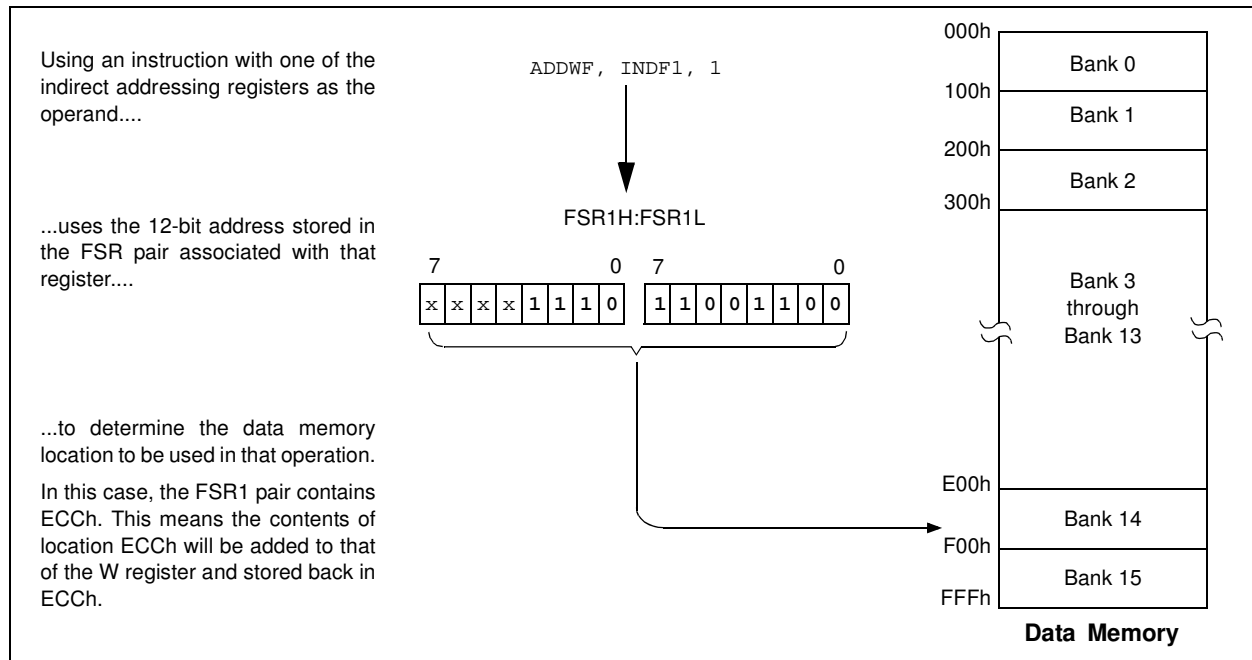 Using an instruction with one of the
indirect addressing registers as the
operand....
ADDWF, INDF1, 1
...uses the 12-bit address stored in
the FSR pair associated with that
register....
FSR1H:FSR1L
7 0 7 0
x x x x 1 1 1 0 1 1 0 0 1 1 0 0
...to determine the data memory
location to be used in that operation.
In this case, the FSR1 pair contains
ECCh. This means the contents of
location ECCh will be added to that
of the W register and stored back in
ECCh.
000h
Bank 0
100h
Bank 1
200h
Bank 2
300h
Bank 3
through
Bank 13
E00h
Bank 14
F00h
Bank 15
FFFh
Data Memory